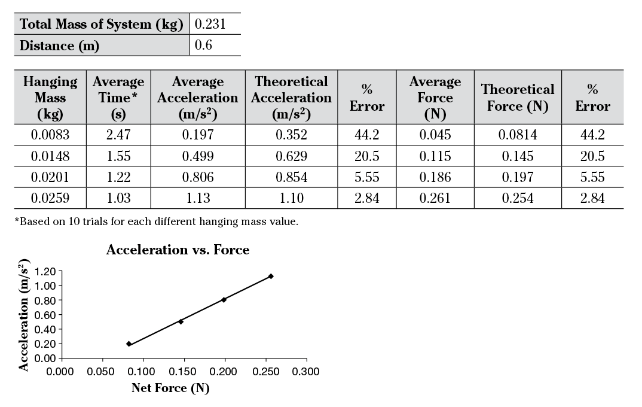 Total Mass of System (kg) 0.231
Distance (m) 0.6
Hanging Mass (kg) Average Time* (s) Average Acceleration (m/s²) Theoretical Acceleration (m/s²) % Error Average Force (N) Theoretical Force (N) % Error
0.0083 2.47 0.197 0.352 44.2 0.045 0.0814 44.2
0.0148 1.55 0.499 0.629 20.5 0.115 0.145 20.5
0.0201 1.22 0.806 0.854 5.55 0.186 0.197 5.55
0.0259 1.03 1.13 1.10 2.84 0.261 0.254 2.84
*Based on 10 trials for each different hanging mass value.
Acceleration vs. Force
Acceleration (m/s²)
1.20
1.00
0.80
0.60
0.40
0.20
0.00
0.000 0.050 0.100 0.150 0.200 0.250 0.300
Net Force (N)